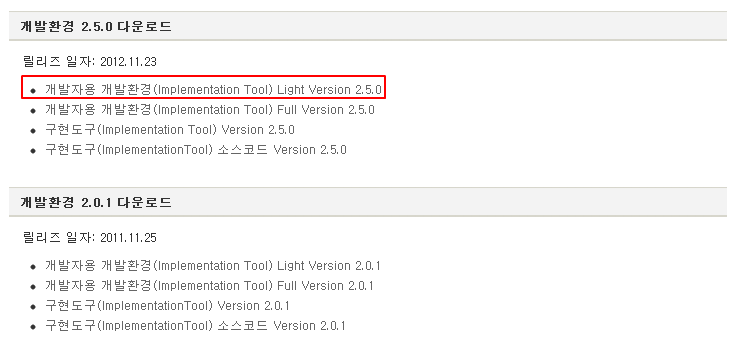 개발환경 2.5.0 다운로드
릴리즈 일자: 2012.11.23
개발자용 개발환경(Implementation Tool) Light Version 2.5.0
개발자용 개발환경(Implementation Tool) Full Version 2.5.0
구현도구(Implementation Tool) Version 2.5.0
구현도구(ImplementationTool) 소스코드 Version 2.5.0
개발환경 2.0.1 다운로드
릴리즈 일자: 2011.11.25
개발자용 개발환경(Implementation Tool) Light Version 2.0.1
개발자용 개발환경(Implementation Tool) Full Version 2.0.1
구현도구(ImplementationTool) Version 2.0.1
구현도구(ImplementationTool) 소스코드 Version 2.0.1